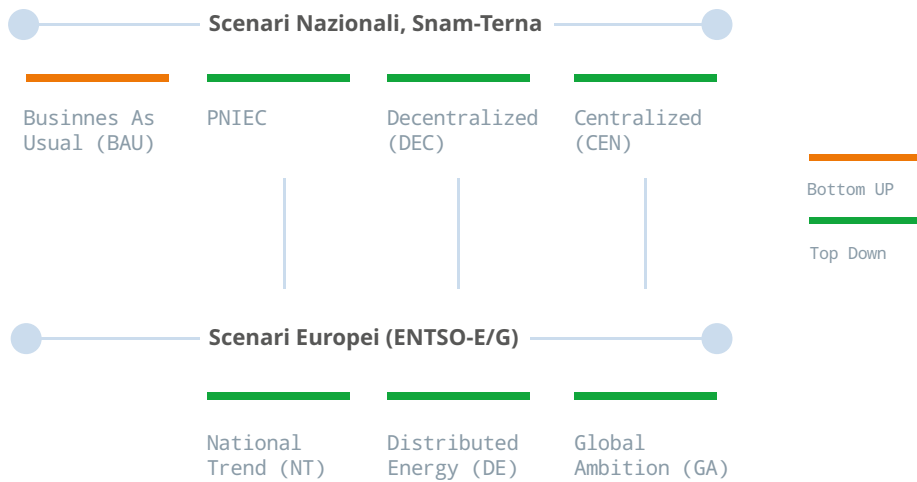 Scenari Nazionali, Snam-Terna
Businnes As
Usual (BAU)
PNIEC
Decentralized
(DEC)
Centralized
(CEN)
Bottom UP
Top Down
Scenari Europei (ENTSO-E/G)
National
Trend (NT)
Distributed
Energy (DE)
Global
Ambition (GA)